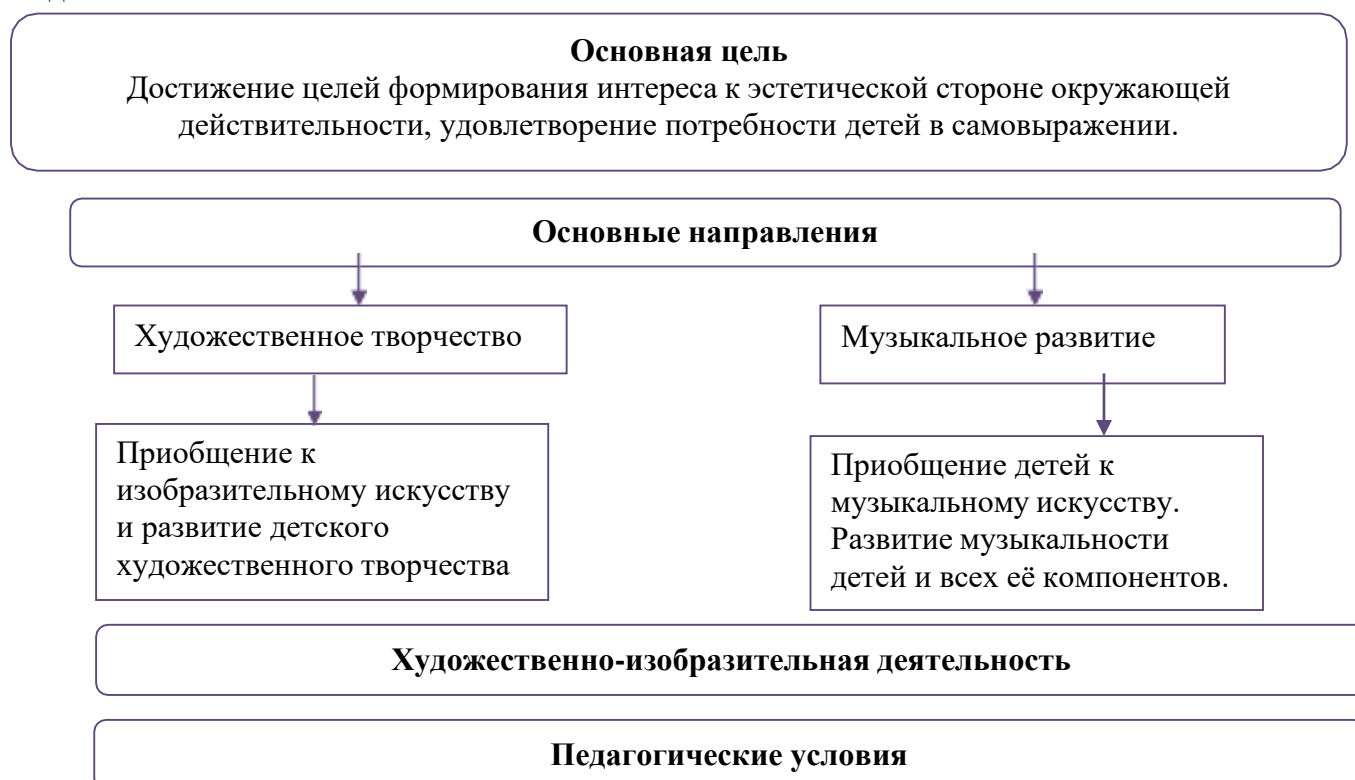 Основная цель
Достижение целей формирования интереса к эстетической стороне окружающей
действительности, удовлетворение потребности детей в самовыражении.
Основные направления
Художественное творчество
Музыкальное развитие
Приобщение к
изобразительному искусству
и развитие детского
художественного творчества
Приобщение детей к
музыкальному искусству.
Развитие музыкальности
детей и всех её компонентов.
Художественно-изобразительная деятельность
Педагогические условия